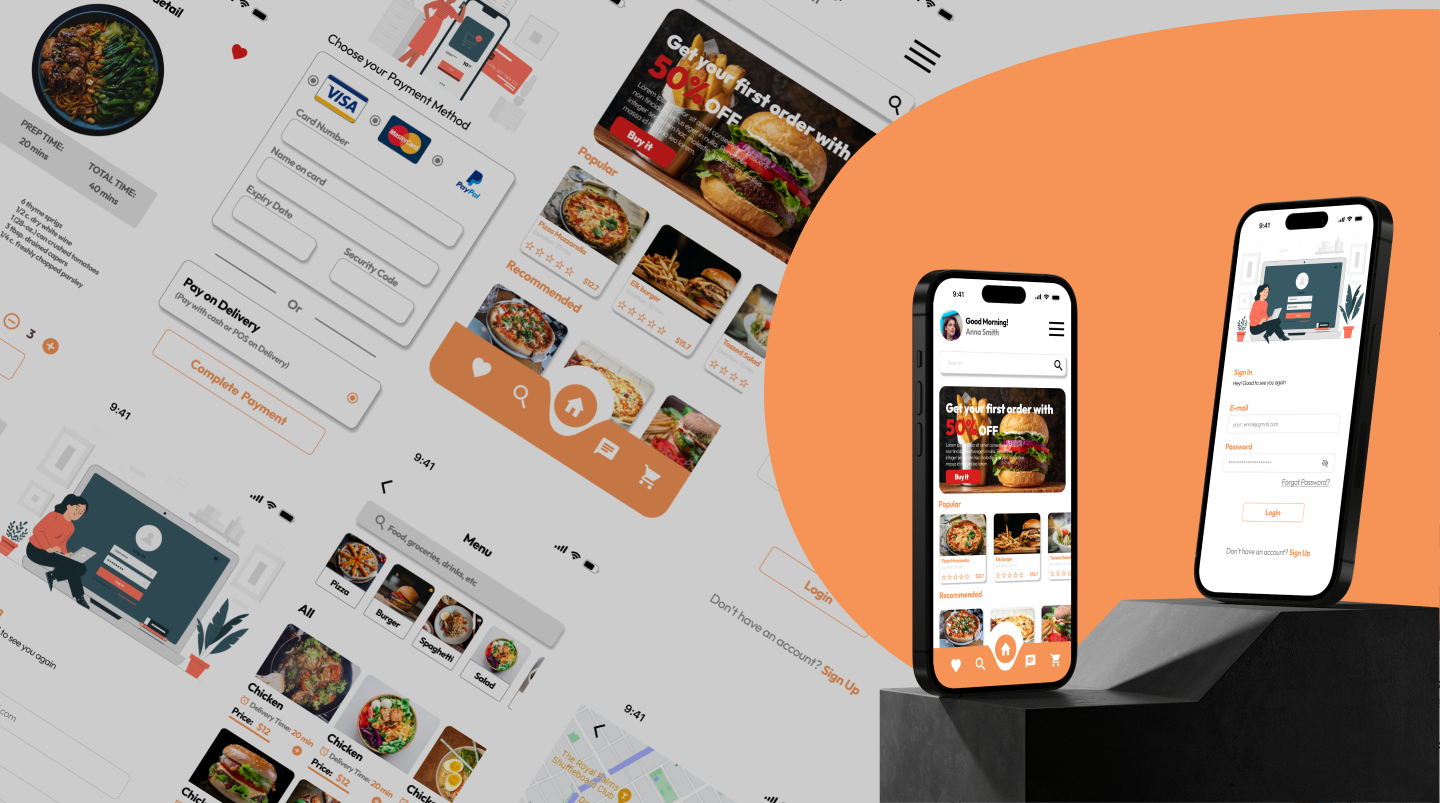 detail
PREP TIME:
20 mins
TOTAL TIME:
40 mins
6 thyme sprigs
1/2 c. dry white wine
1 (28-oz.) can crushed tomatoes
3 tbsp. drained capers
1/4 c. freshly chopped parsley
3
Choose your Payment Method
VISA
MasterCard
PayPal
Card Number
Name on card
Expiry Date
Security Code
Or
Pay on Delivery
(Pay with cash or POS on Delivery)
Complete Payment
Get your first order with
50% OFF
Buy it
Popular
Pizza Mozzarella
$12.7
Elk burger
$15.7
Tossed Salad
Recommended
9:41
to see you again
.com
9:41
Menu
Food, groceries, drinks, etc
Pizza
Burger
Spaghetti
Salad
All
Chicken
Delivery Time: 20 min
Price: $12
Chicken
Delivery Time: 20 min
Price: $12
Login
Don't have an account? Sign Up
9:41
The Royal Palms
Shuffleboard Club
9:41
Good Morning!
Anna Smith
Search
Get your first order with
50% OFF
Buy it
Popular
Pizza Mozzarella
$12.7
Elk burger
$15.7
Tossed Salad
Recommended
9:41
Sign In
Hey! Good to see you again
E-mail
your_email@gmail.com
Password
Forgot Password?
Login
Don't have an account? Sign Up